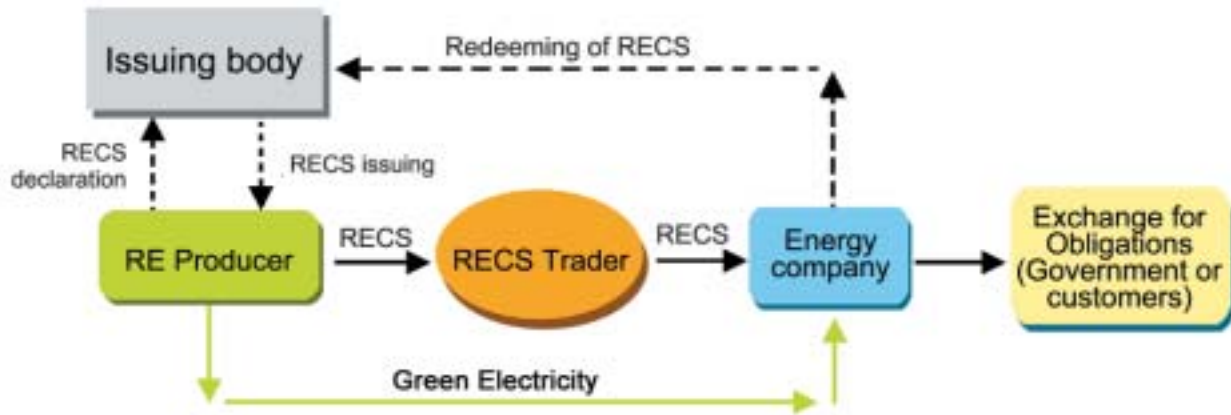 Issuing body
Redeeming of RECS
RECS
declaration
RECS issuing
RE Producer
RECS
RECS Trader
RECS
Energy
company
Exchange for
Obligations
(Government or
customers)
Green Electricity